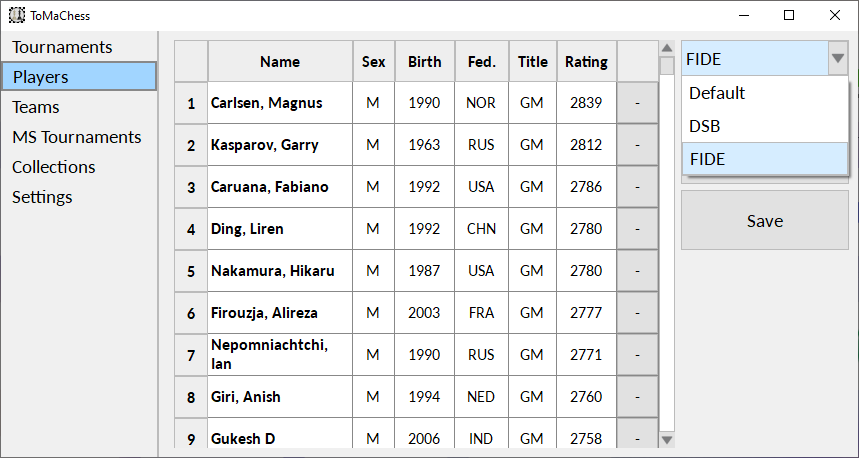 ToMaChess
Tournaments
Players
Teams
MS Tournaments
Collections
Settings
Name Sex Birth Fed. Title Rating
1 Carlsen, Magnus M 1990 NOR GM 2839 -
2 Kasparov, Garry M 1963 RUS GM 2812 -
3 Caruana, Fabiano M 1992 USA GM 2786 -
4 Ding, Liren M 1992 CHN GM 2780 -
5 Nakamura, Hikaru M 1987 USA GM 2780 -
6 Firouzja, Alireza M 2003 FRA GM 2777 -
7 Nepomniachtchi,
Ian M 1990 RUS GM 2771 -
8 Giri, Anish M 1994 NED GM 2760 -
9 Gukesh D M 2006 IND GM 2758 -
FIDE
Default
DSB
FIDE
Save